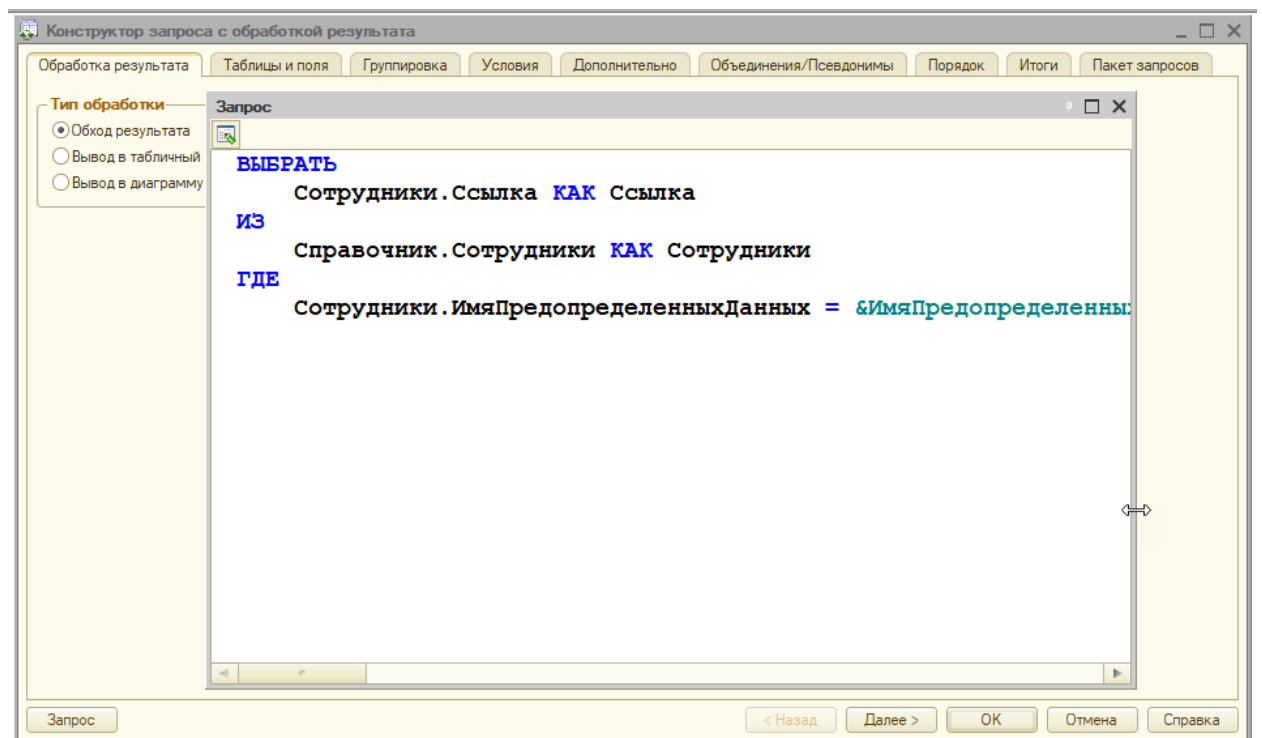 Конструктор запроса с обработкой результата
Обработка результата Таблицы и поля Группировка Условия Дополнительно Объединения/Псевдонимы Порядок Итоги Пакет запросов
Тип обработки
Обход результата
Вывод в табличный
Вывод в диаграмму
Запрос
ВЫБРАТЬ
Сотрудники.Ссылка КАК Ссылка
ИЗ
Справочник.Сотрудники КАК Сотрудники
ГДЕ
Сотрудники.ИмяПредопределенныхДанных = &ИмяПредопределенны
Запрос < Назад Далее > ОК Отмена Справка